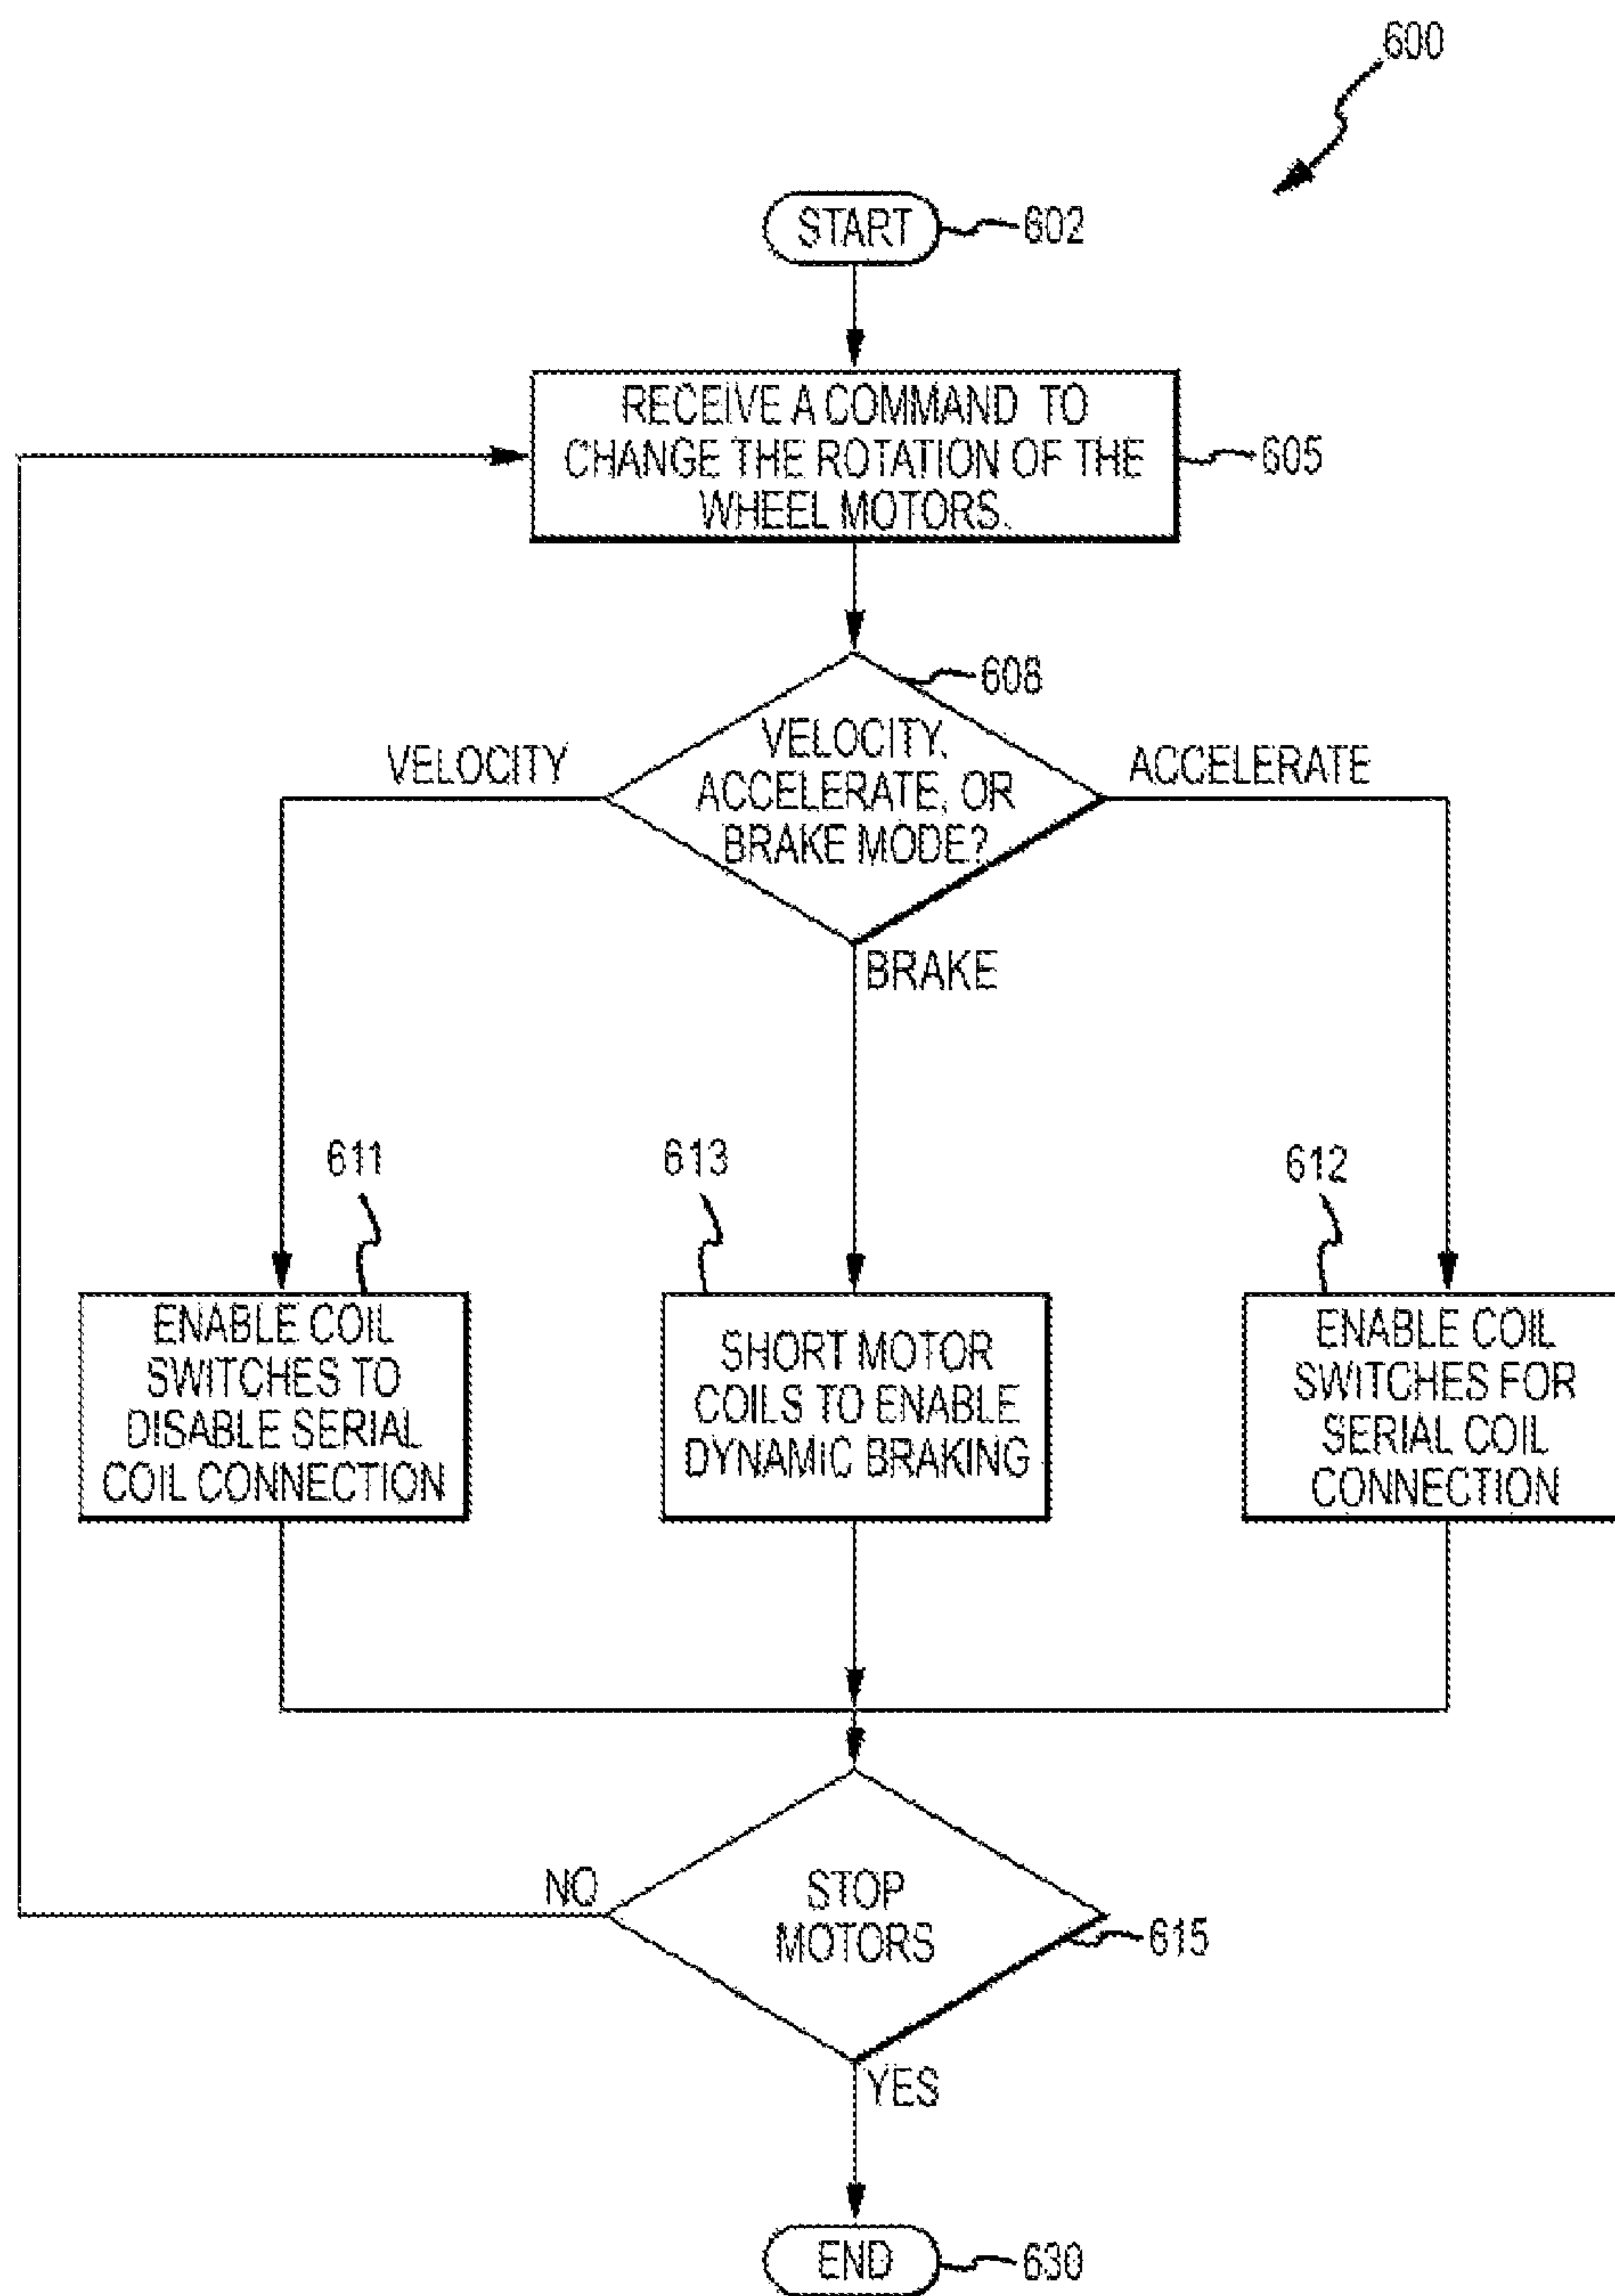 600
START
602
RECEIVE A COMMAND TO
CHANGE THE ROTATION OF THE
WHEEL MOTORS.
605
608
VELOCITY,
ACCELERATE, OR
BRAKE MODE?
VELOCITY
ACCELERATE
BRAKE
611
613
612
ENABLE COIL
SWITCHES TO
DISABLE SERIAL
COIL CONNECTION
SHORT MOTOR
COILS TO ENABLE
DYNAMIC BRAKING
ENABLE COIL
SWITCHES FOR
SERIAL COIL
CONNECTION
NO
STOP
MOTORS
615
YES
END
630